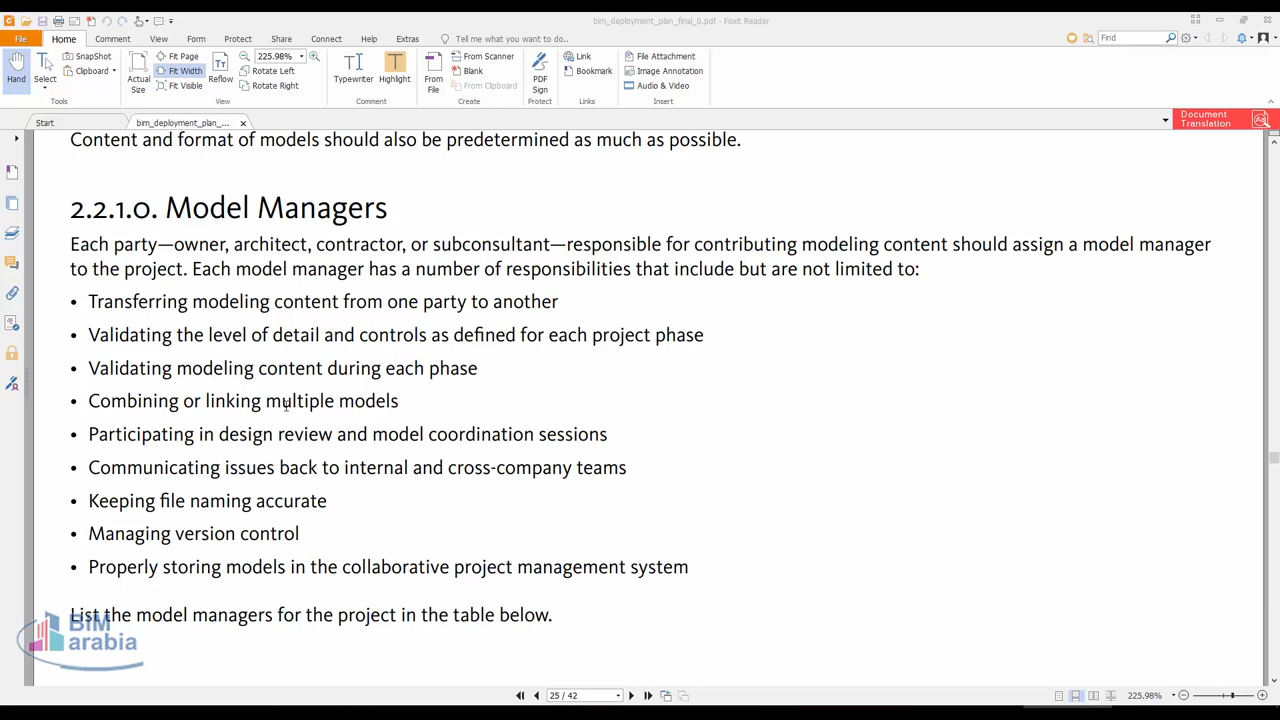 bim_deployment_plan_final_0.pdf - Foxit Reader
File Home Comment View Form Protect Share Connect Help Extras Tell me what you want to do... Find
Hand
Select
SnapShot
Clipboard
Tools
Actual Size
Fit Page
Fit Width
Fit Visible
Reflow
225.98%
Rotate Left
Rotate Right
View
Typewriter
Highlight
Comment
From File
From Scanner
Blank
From Clipboard
Create
PDF Sign
Protect
Link
Bookmark
Links
File Attachment
Image Annotation
Audio & Video
Insert
Start
bim_deployment_plan_...
Document
Translation
Content and format of models should also be predetermined as much as possible.
2.2.1.0. Model Managers
Each party—owner, architect, contractor, or subconsultant—responsible for contributing modeling content should assign a model manager
to the project. Each model manager has a number of responsibilities that include but are not limited to:
• Transferring modeling content from one party to another
• Validating the level of detail and controls as defined for each project phase
• Validating modeling content during each phase
• Combining or linking multiple models
• Participating in design review and model coordination sessions
• Communicating issues back to internal and cross-company teams
• Keeping file naming accurate
• Managing version control
• Properly storing models in the collaborative project management system
List the model managers for the project in the table below.
BIM
arabia
25 / 42
225.98%